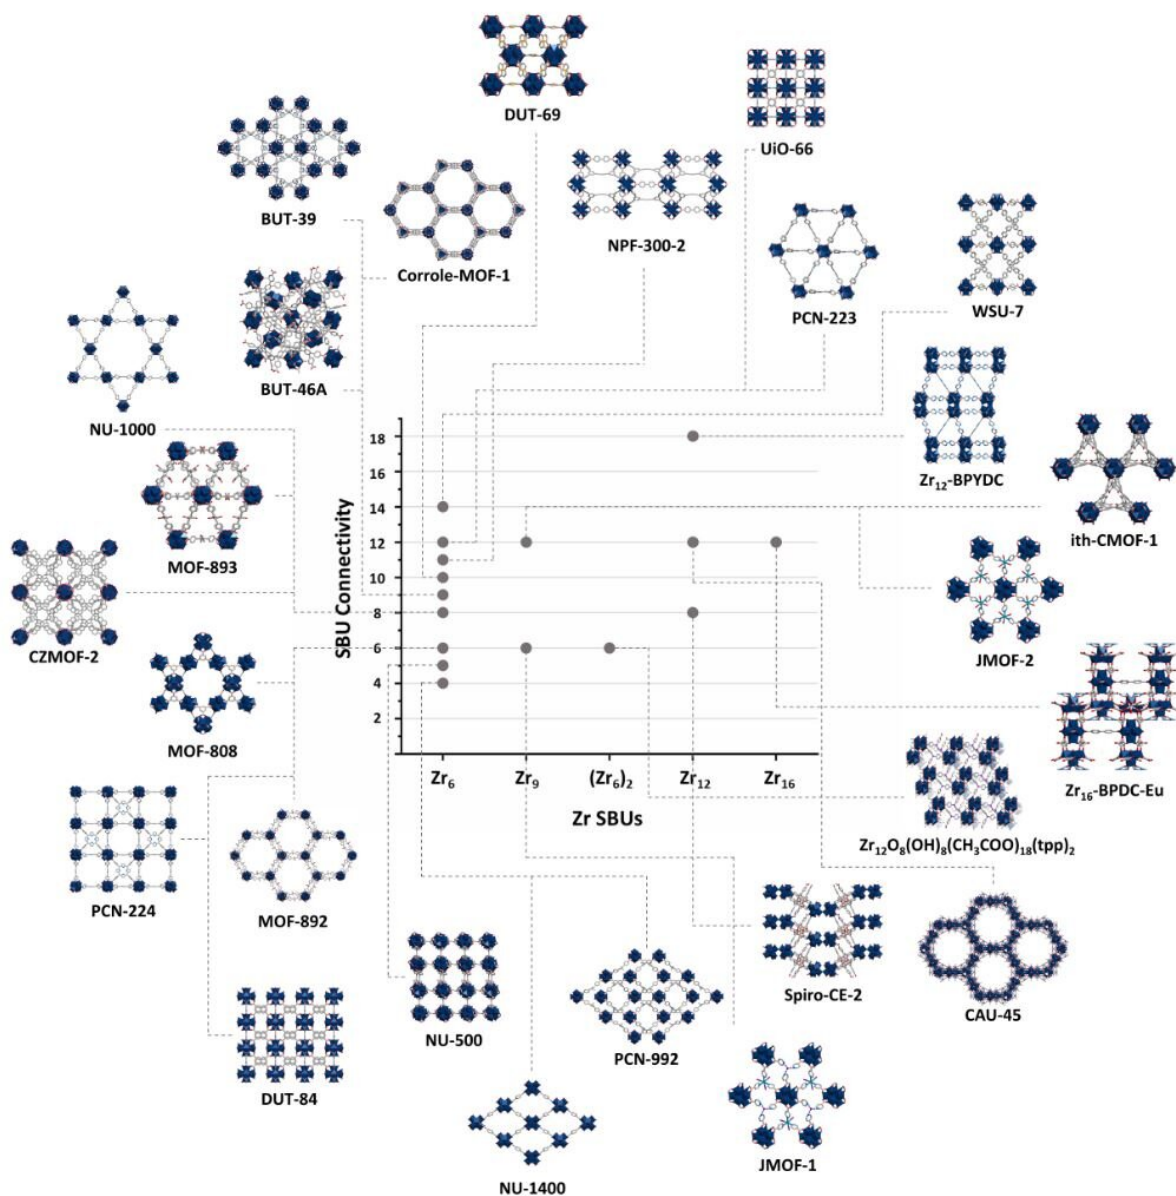 DUT-69
UiO-66
BUT-39
Corrole-MOF-1
NPF-300-2
PCN-223
WSU-7
BUT-46A
NU-1000
Zr₁₂-BPYDC
ith-CMOF-1
MOF-893
CZMOF-2
JMOF-2
MOF-808
SBU Connectivity
18
16
14
12
10
8
6
4
2
Zr₆
Zr₉
(Zr₆)₂
Zr₁₂
Zr₁₆
Zr SBUs
Zr₁₆-BPDC-Eu
Zr₁₂O₈(OH)₈(CH₃COO)₁₈(tpp)₂
PCN-224
MOF-892
Spiro-CE-2
CAU-45
NU-500
PCN-992
DUT-84
JMOF-1
NU-1400